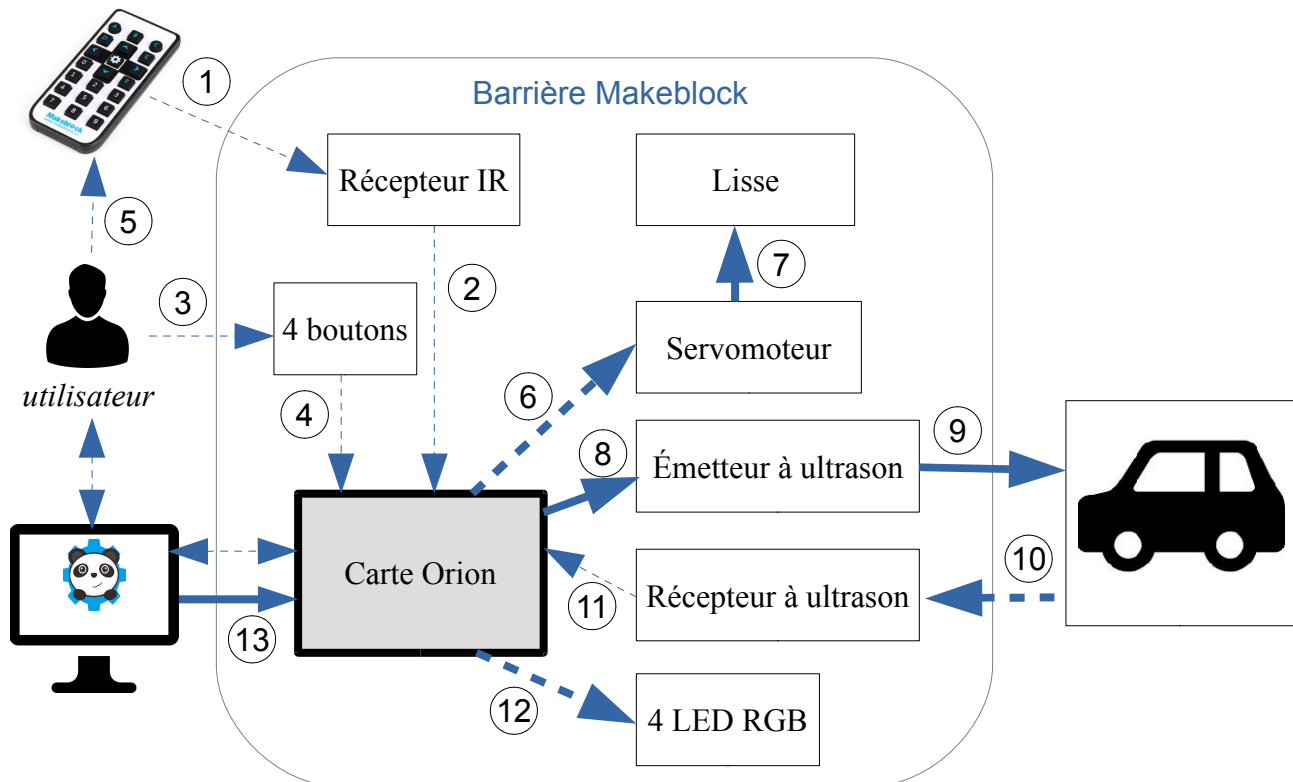 1
Barrière Makeblock
Récepteur IR
Lisse
5
7
2
3
4 boutons
Servomoteur
utilisateur
6
4
8
Émetteur à ultrason
9
Carte Orion
10
Récepteur à ultrason
11
13
12
4 LED RGB
Makeblock